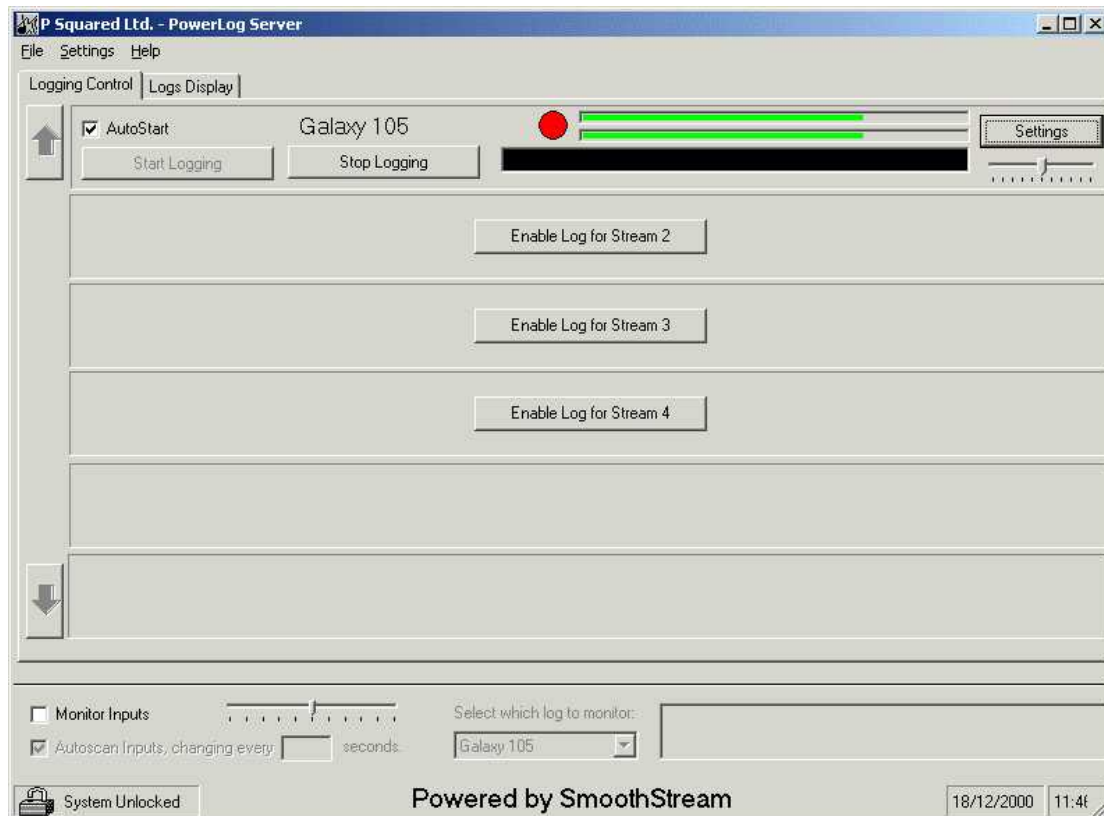 P Squared Ltd. - PowerLog Server
File Settings Help
Logging Control Logs Display
AutoStart Galaxy 105 Settings
Start Logging Stop Logging
Enable Log for Stream 2
Enable Log for Stream 3
Enable Log for Stream 4
Monitor Inputs Select which log to monitor:
Autoscan Inputs, changing every seconds. Galaxy 105
System Unlocked Powered by SmoothStream 18/12/2000